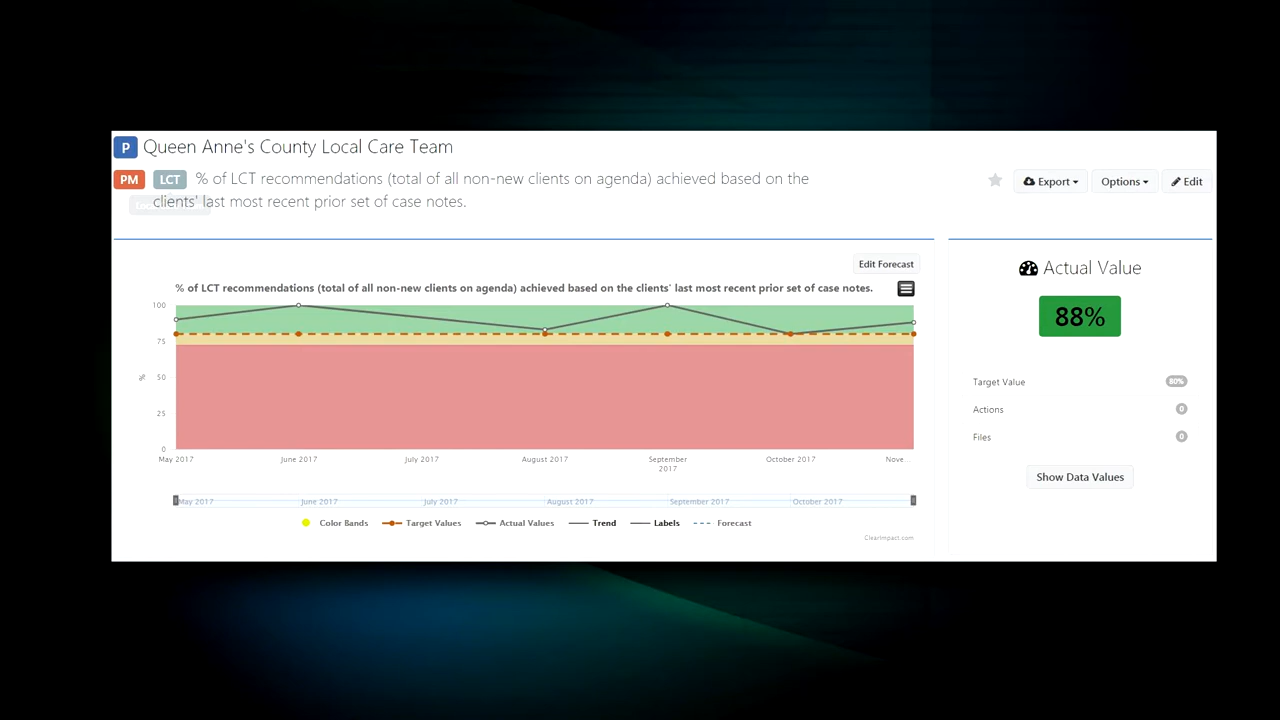 P Queen Anne's County Local Care Team
PM LCT % of LCT recommendations (total of all non-new clients on agenda) achieved based on the
clients' last most recent prior set of case notes.
Export Options Edit
Edit Forecast
% of LCT recommendations (total of all non-new clients on agenda) achieved based on the clients' last most recent prior set of case notes.
100
75
%
50
25
0
May 2017 June 2017 July 2017 August 2017 September 2017 October 2017 Nove...
May 2017 June 2017 July 2017 August 2017 September 2017 October 2017
Color Bands Target Values Actual Values Trend Labels Forecast
ClearImpact.com
Actual Value
88%
Target Value 80%
Actions 0
Files 0
Show Data Values